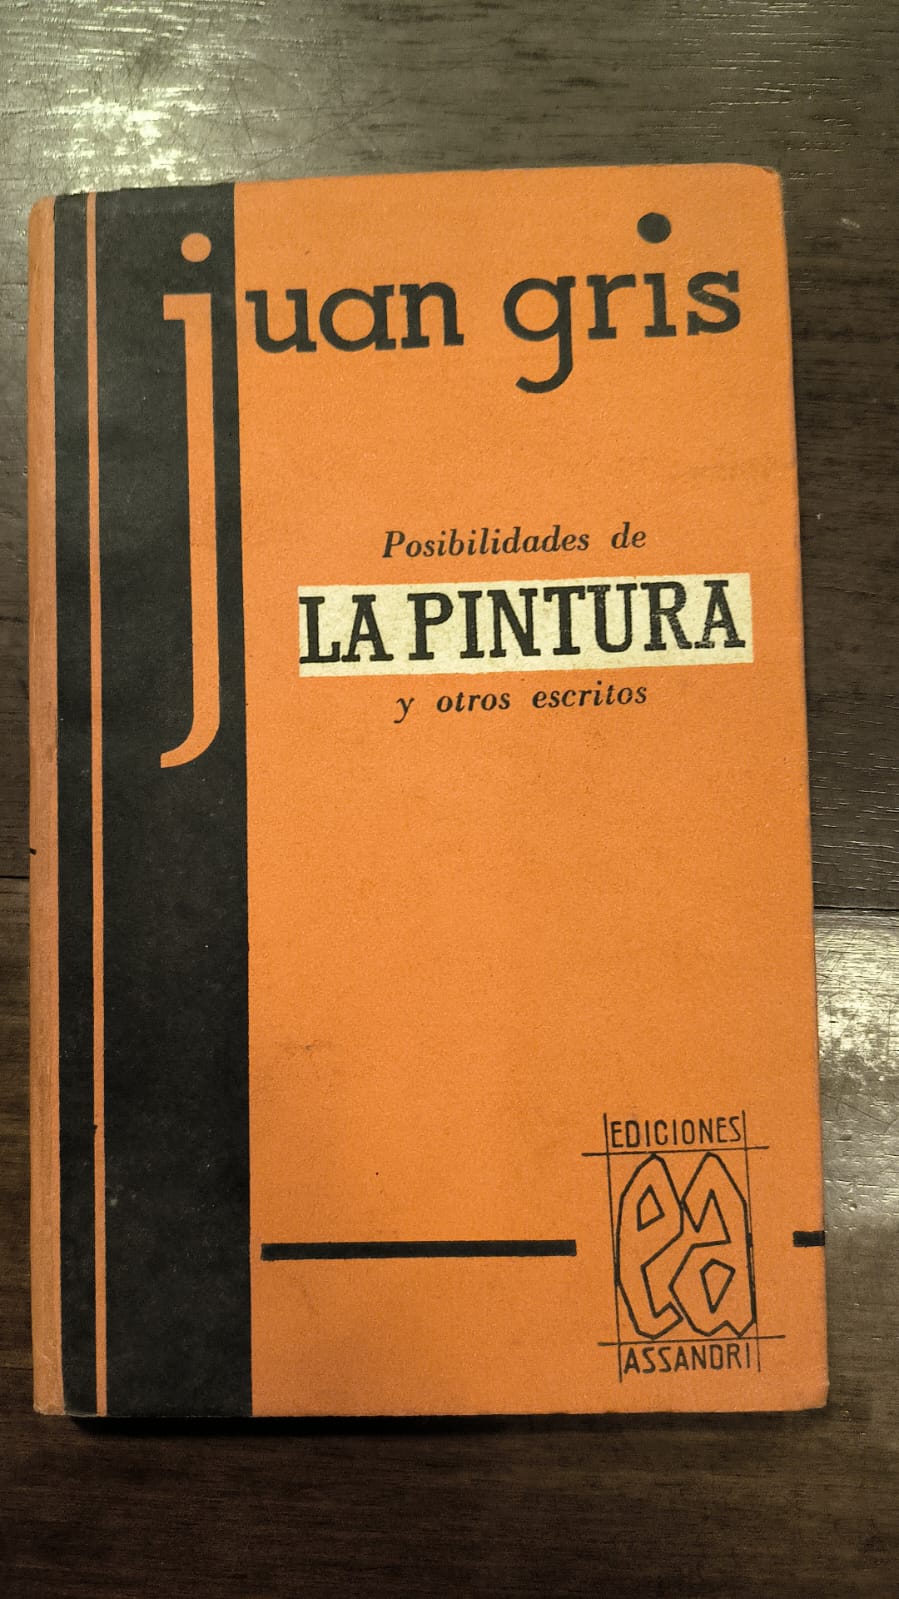 juan gris
Posibilidades de
LA PINTURA
y otros escritos
EDICIONES
ea
ASSANDRI